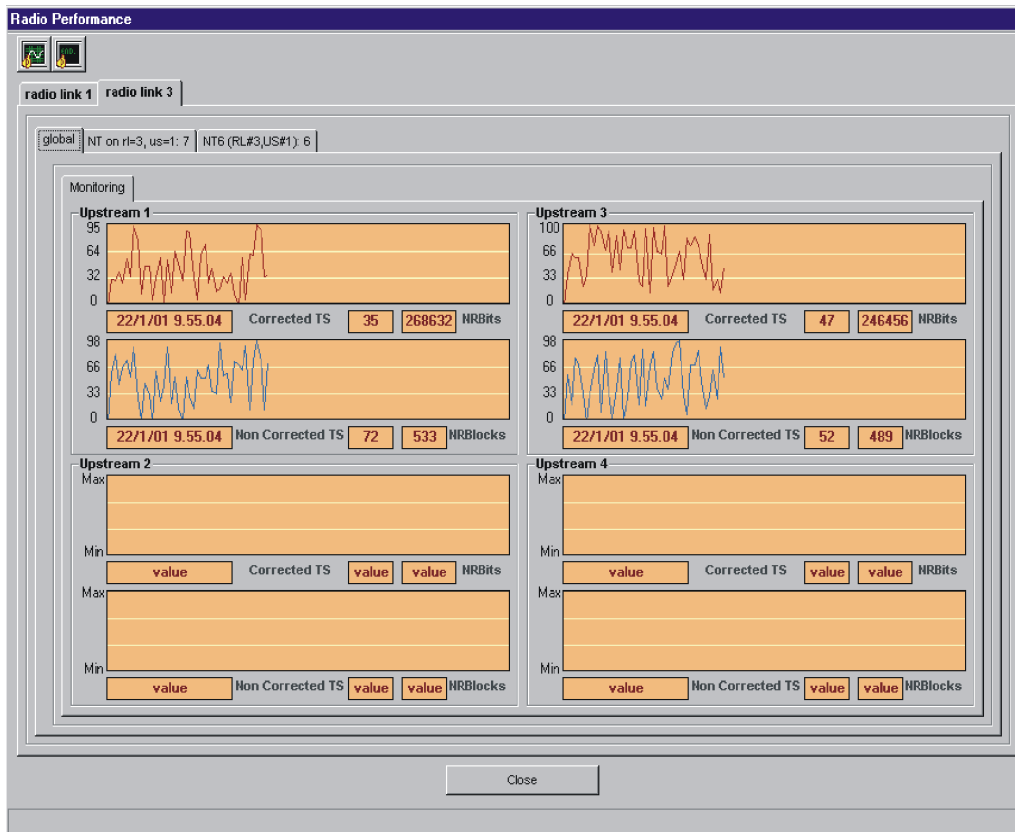 Radio Performance
radio link 1
radio link 3
global
NT on rl=3, us=1: 7
NT6 (RL#3,US#1): 6
Monitoring
Upstream 1
95
64
32
0
22/1/01 9.55.04
Corrected TS
35
268632
NRBits
98
66
33
0
22/1/01 9.55.04
Non Corrected TS
72
533
NRBlocks
Upstream 3
100
66
33
0
22/1/01 9.55.04
Corrected TS
47
246456
NRBits
98
66
33
0
22/1/01 9.55.04
Non Corrected TS
52
489
NRBlocks
Upstream 2
Max
Min
value
Corrected TS
value
value
NRBits
Max
Min
value
Non Corrected TS
value
value
NRBlocks
Upstream 4
Max
Min
value
Corrected TS
value
value
NRBits
Max
Min
value
Non Corrected TS
value
value
NRBlocks
Close